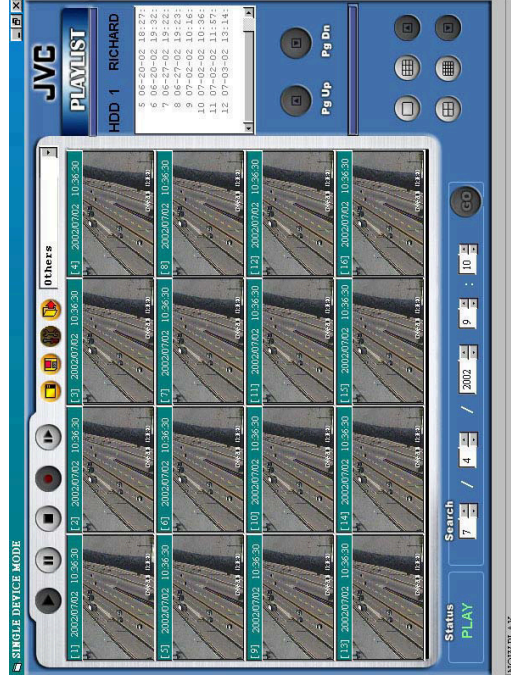 SINGLE DEVICE MODE
Others
JVC
PLAYLIST
HDD 1 RICHARD
5 06-20-02 18:27:
6 06-20-02 19:32:
7 06-27-02 19:22:
8 06-27-02 19:23:
9 07-02-02 10:16:
10 07-02-02 10:36:
11 07-02-02 11:57:
12 07-03-02 13:14:
Pg Up
Pg Dn
[1] 2002/07/02 10:36:30
[2] 2002/07/02 10:36:30
[3] 2002/07/02 10:36:30
[4] 2002/07/02 10:36:30
[5] 2002/07/02 10:36:30
[6] 2002/07/02 10:36:30
[7] 2002/07/02 10:36:30
[8] 2002/07/02 10:36:30
[9] 2002/07/02 10:36:30
[10] 2002/07/02 10:36:30
[11] 2002/07/02 10:36:30
[12] 2002/07/02 10:36:30
[13] 2002/07/02 10:36:30
[14] 2002/07/02 10:36:30
[15] 2002/07/02 10:36:30
[16] 2002/07/02 10:36:30
Status
PLAY
Search
7 / 4 / 2002 9 : 10
GO